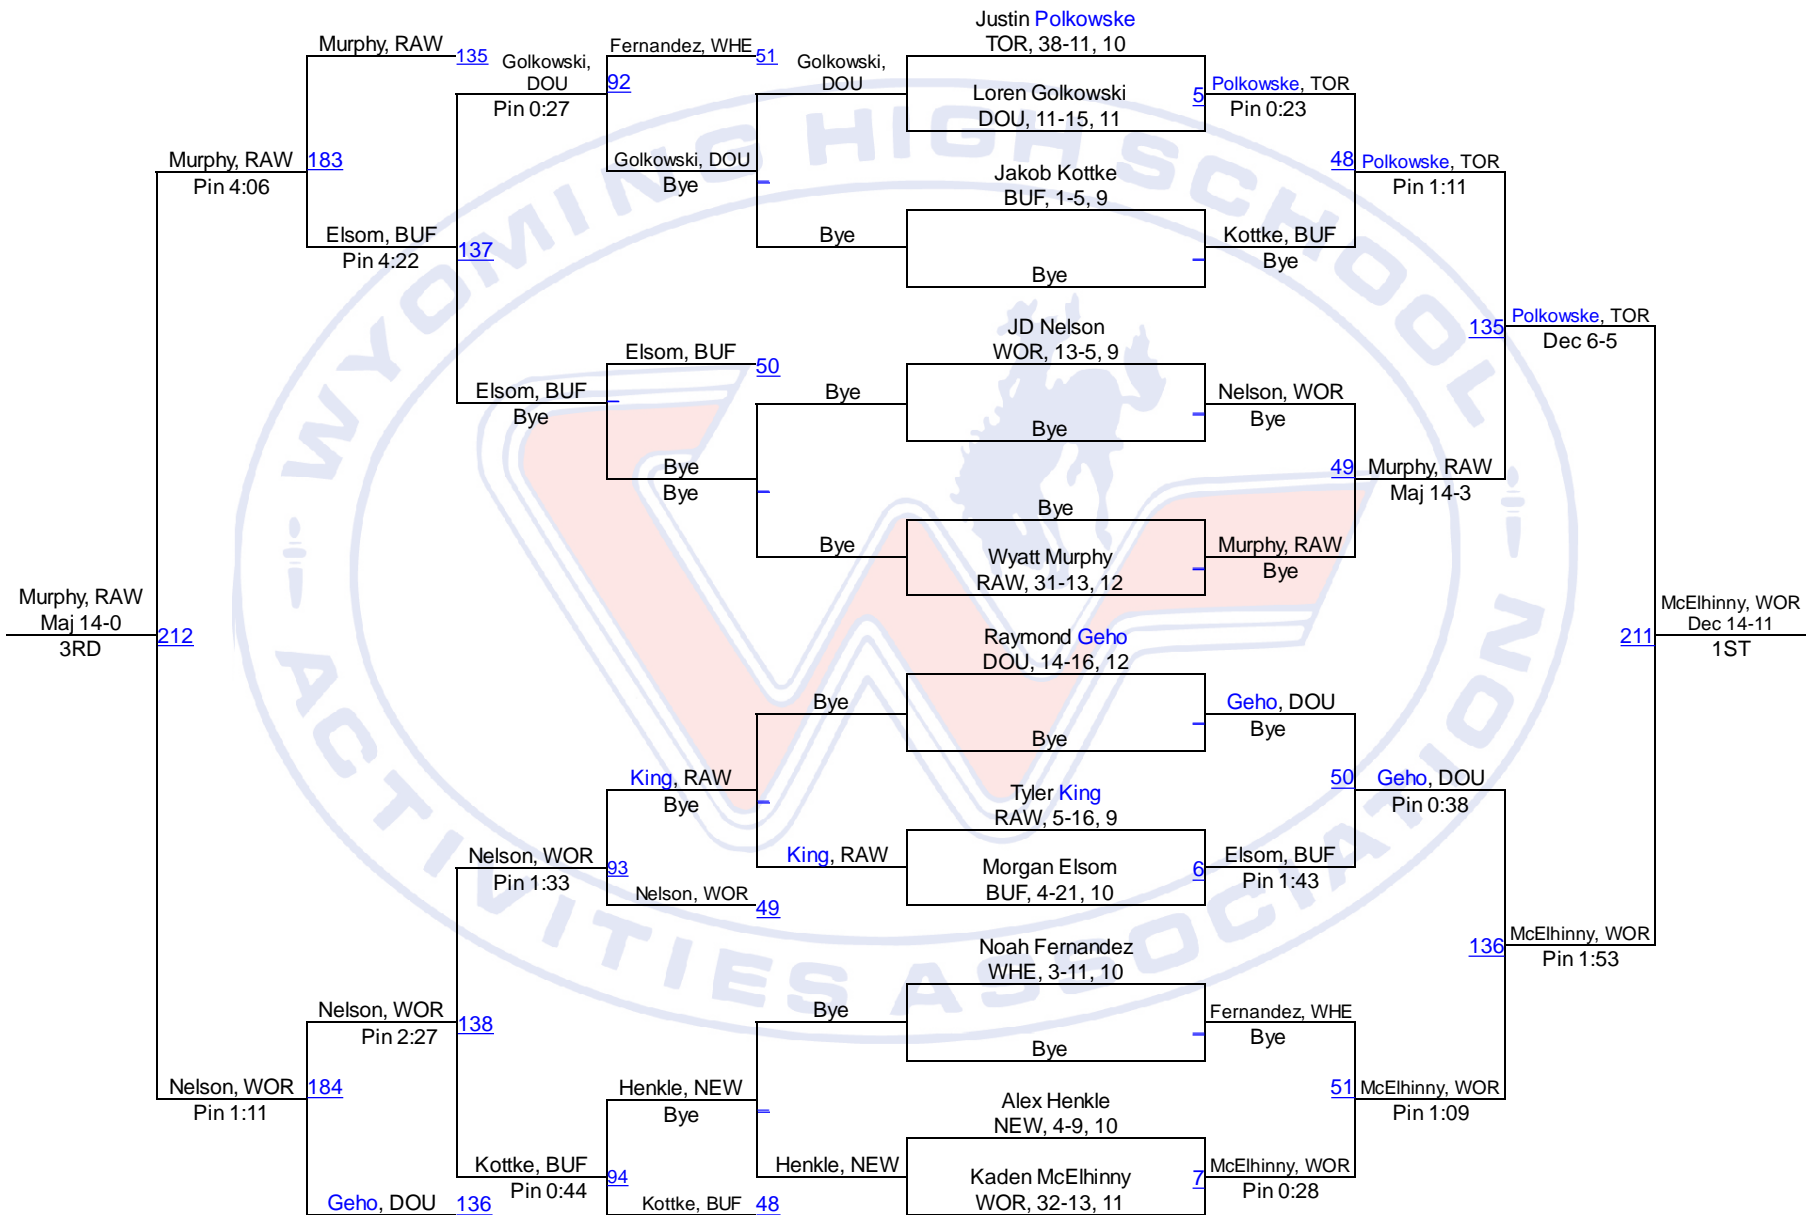 Justin Polkowske
TOR, 38-11, 10
Murphy, RAW
135
Golkowski,
DOU
Pin 0:27
Fernandez, WHE
51
92
Golkowski,
DOU
Loren Golkowski
DOU, 11-15, 11
5
Polkowske, TOR
Pin 0:23
Murphy, RAW
Pin 4:06
183
Golkowski, DOU
Bye
Jakob Kottke
BUF, 1-5, 9
48
Polkowske, TOR
Pin 1:11
Elsom, BUF
Pin 4:22
137
Bye
Bye
Kottke, BUF
Bye
JD Nelson
WOR, 13-5, 9
135
Polkowske, TOR
Dec 6-5
Elsom, BUF
50
Elsom, BUF
Bye
Bye
Bye
Nelson, WOR
Bye
Bye
Bye
49
Murphy, RAW
Maj 14-3
Bye
Bye
Wyatt Murphy
RAW, 31-13, 12
Murphy, RAW
Bye
Murphy, RAW
Maj 14-0
3RD
212
Raymond Geho
DOU, 14-16, 12
211
McElhinny, WOR
Dec 14-11
1ST
Bye
Bye
Geho, DOU
Bye
King, RAW
Bye
Tyler King
RAW, 5-16, 9
50
Geho, DOU
Pin 0:38
Nelson, WOR
Pin 1:33
93
King, RAW
Morgan Elsom
BUF, 4-21, 10
6
Elsom, BUF
Pin 1:43
Nelson, WOR
49
Noah Fernandez
WHE, 3-11, 10
136
McElhinny, WOR
Pin 1:53
Nelson, WOR
Pin 2:27
138
Bye
Bye
Fernandez, WHE
Bye
Nelson, WOR
Pin 1:11
184
Henkle, NEW
Bye
Alex Henkle
NEW, 4-9, 10
51
McElhinny, WOR
Pin 1:09
Kottke, BUF
Pin 0:44
94
Henkle, NEW
Kaden McElhinny
WOR, 32-13, 11
7
McElhinny, WOR
Pin 0:28
Geho, DOU
136
Kottke, BUF
48
WYOMING HIGH SCHOOL
ACTIVITIES ASSOCIATION